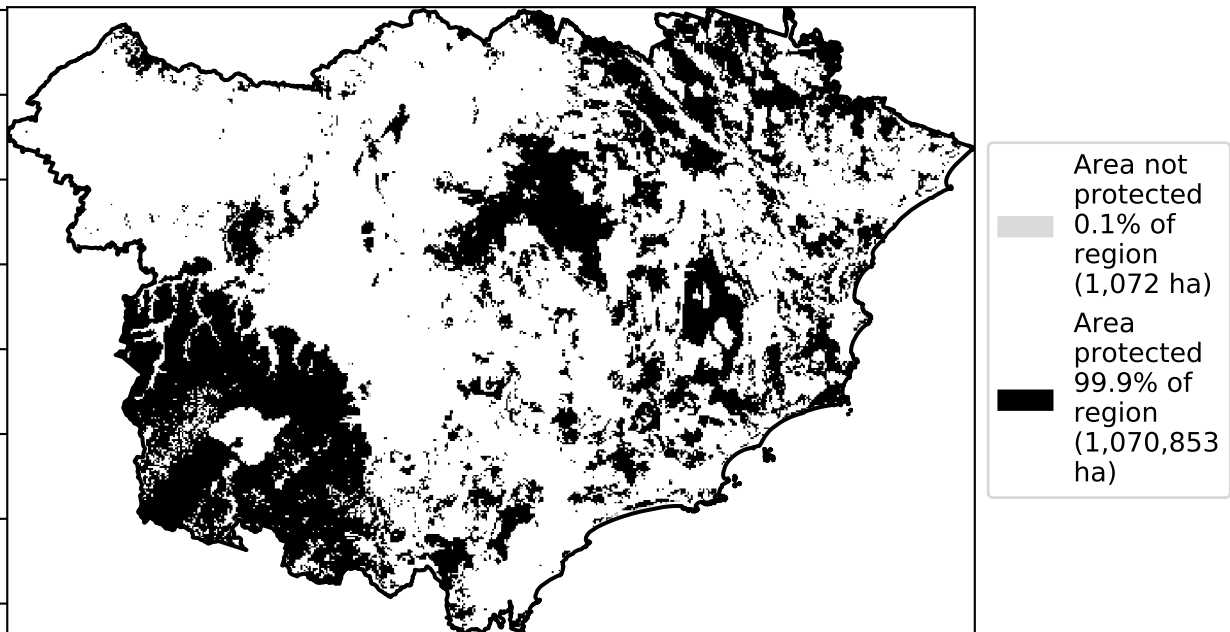 Area not
protected
0.1% of
region
(1,072 ha)
Area
protected
99.9% of
region
(1,070,853
ha)